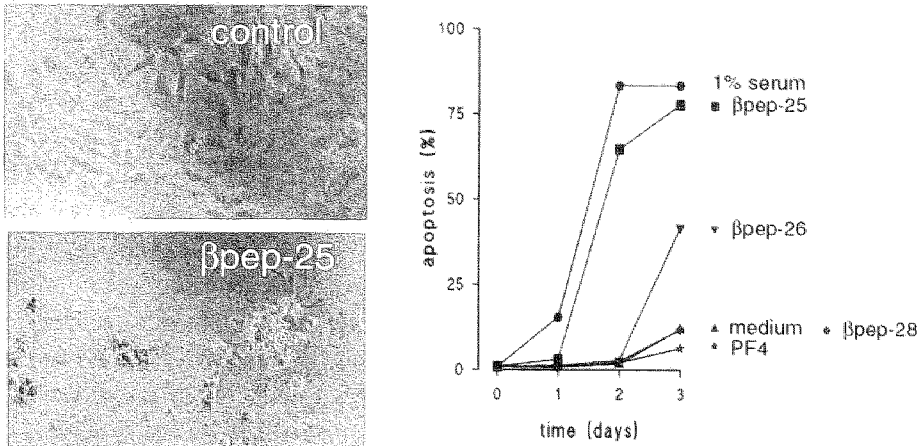 control
βpep-25
100
75
50
25
0
apoptosis (%)
0 1 2 3
time (days)
1% serum
βpep-25
βpep-26
medium βpep-28
PF4